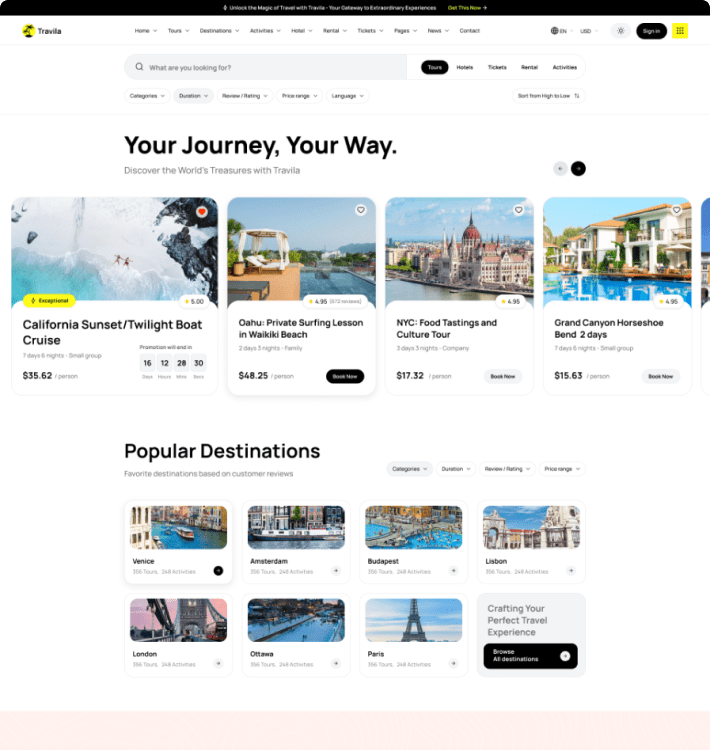 Unlock the Magic of Travel with Travila - Your Gateway to Extraordinary Experiences Get This Now
Travila Home Tours Destinations Activities Hotel Rental Tickets Pages News Contact EN USD Sign in
What are you looking for? Tours Hotels Tickets Rental Activities
Categories Duration Review / Rating Price range Language Sort from High to Low
Your Journey, Your Way.
Discover the World's Treasures with Travila
Exceptional 5.00
California Sunset/Twilight Boat
Cruise
7 days 6 nights - Small group
Promotion will end in
16 12 28 30
Days Hours Mins Secs
$35.62 / person
4.95 (672 reviews)
Oahu: Private Surfing Lesson
in Waikiki Beach
2 days 3 nights - Family
$48.25 / person Book Now
4.95
NYC: Food Tastings and
Culture Tour
3 days 3 nights - Company
$17.32 / person Book Now
4.95
Grand Canyon Horseshoe
Bend 2 days
7 days 6 nights - Small group
$15.63 / person Book Now
Popular Destinations
Favorite destinations based on customer reviews
Categories Duration Review / Rating Price range
Venice
356 Tours, 248 Activities
Amsterdam
356 Tours, 248 Activities
Budapest
356 Tours, 248 Activities
Lisbon
356 Tours, 248 Activities
London
356 Tours, 248 Activities
Ottawa
356 Tours, 248 Activities
Paris
356 Tours, 248 Activities
Crafting Your
Perfect Travel
Experience
Browse
All destinations